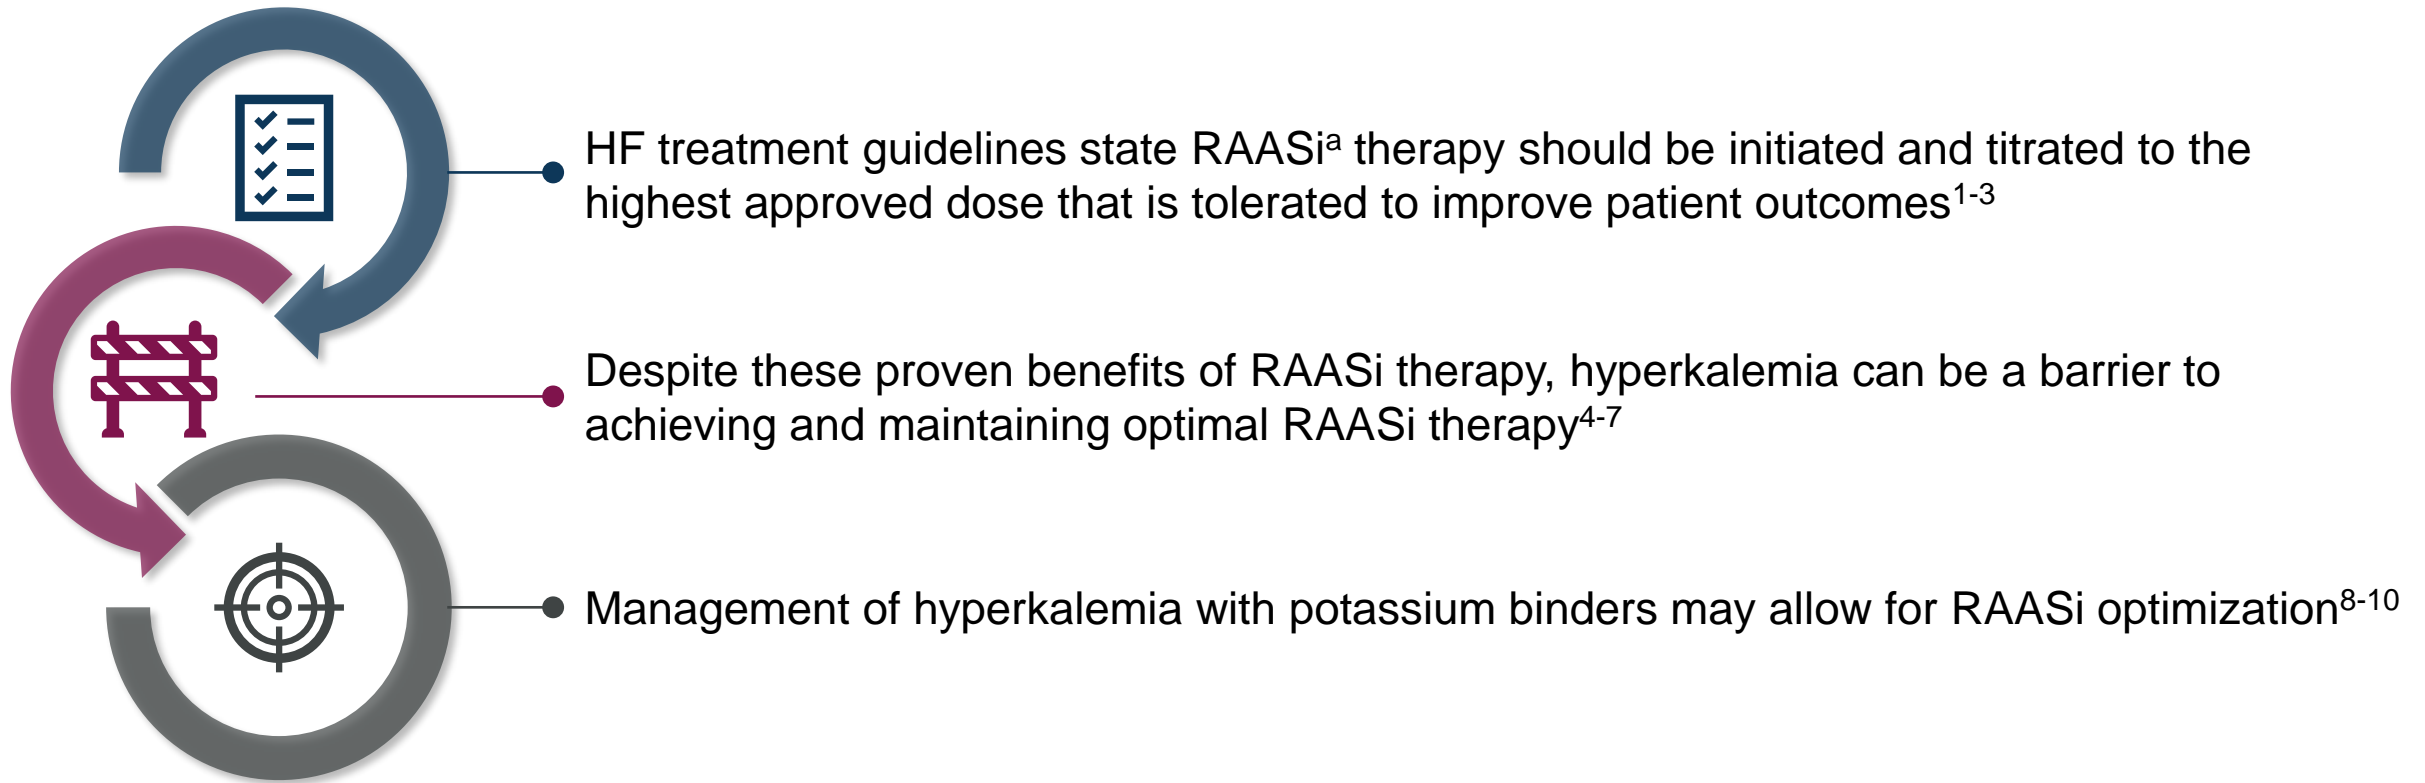 HF treatment guidelines state RAASiᵃ therapy should be initiated and titrated to the
highest approved dose that is tolerated to improve patient outcomes¹⁻³
Despite these proven benefits of RAASi therapy, hyperkalemia can be a barrier to
achieving and maintaining optimal RAASi therapy⁴⁻⁷
Management of hyperkalemia with potassium binders may allow for RAASi optimization⁸⁻¹⁰